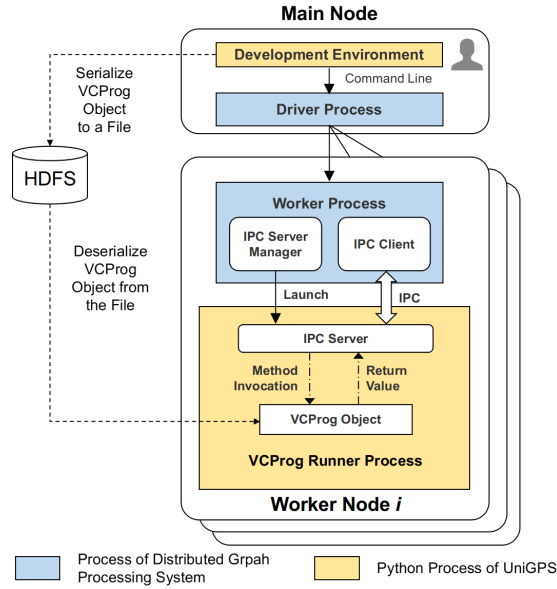 Main Node
Development Environment
Command Line
Driver Process
Serialize
VCProg
Object
to a File
HDFS
Deserialize
VCProg
Object from
the File
Worker Process
IPC Server
Manager
IPC Client
Launch
IPC
IPC Server
Method
Invocation
Return
Value
VCProg Object
VCProg Runner Process
Worker Node i
Process of Distributed Grpah
Processing System
Python Process of UniGPS